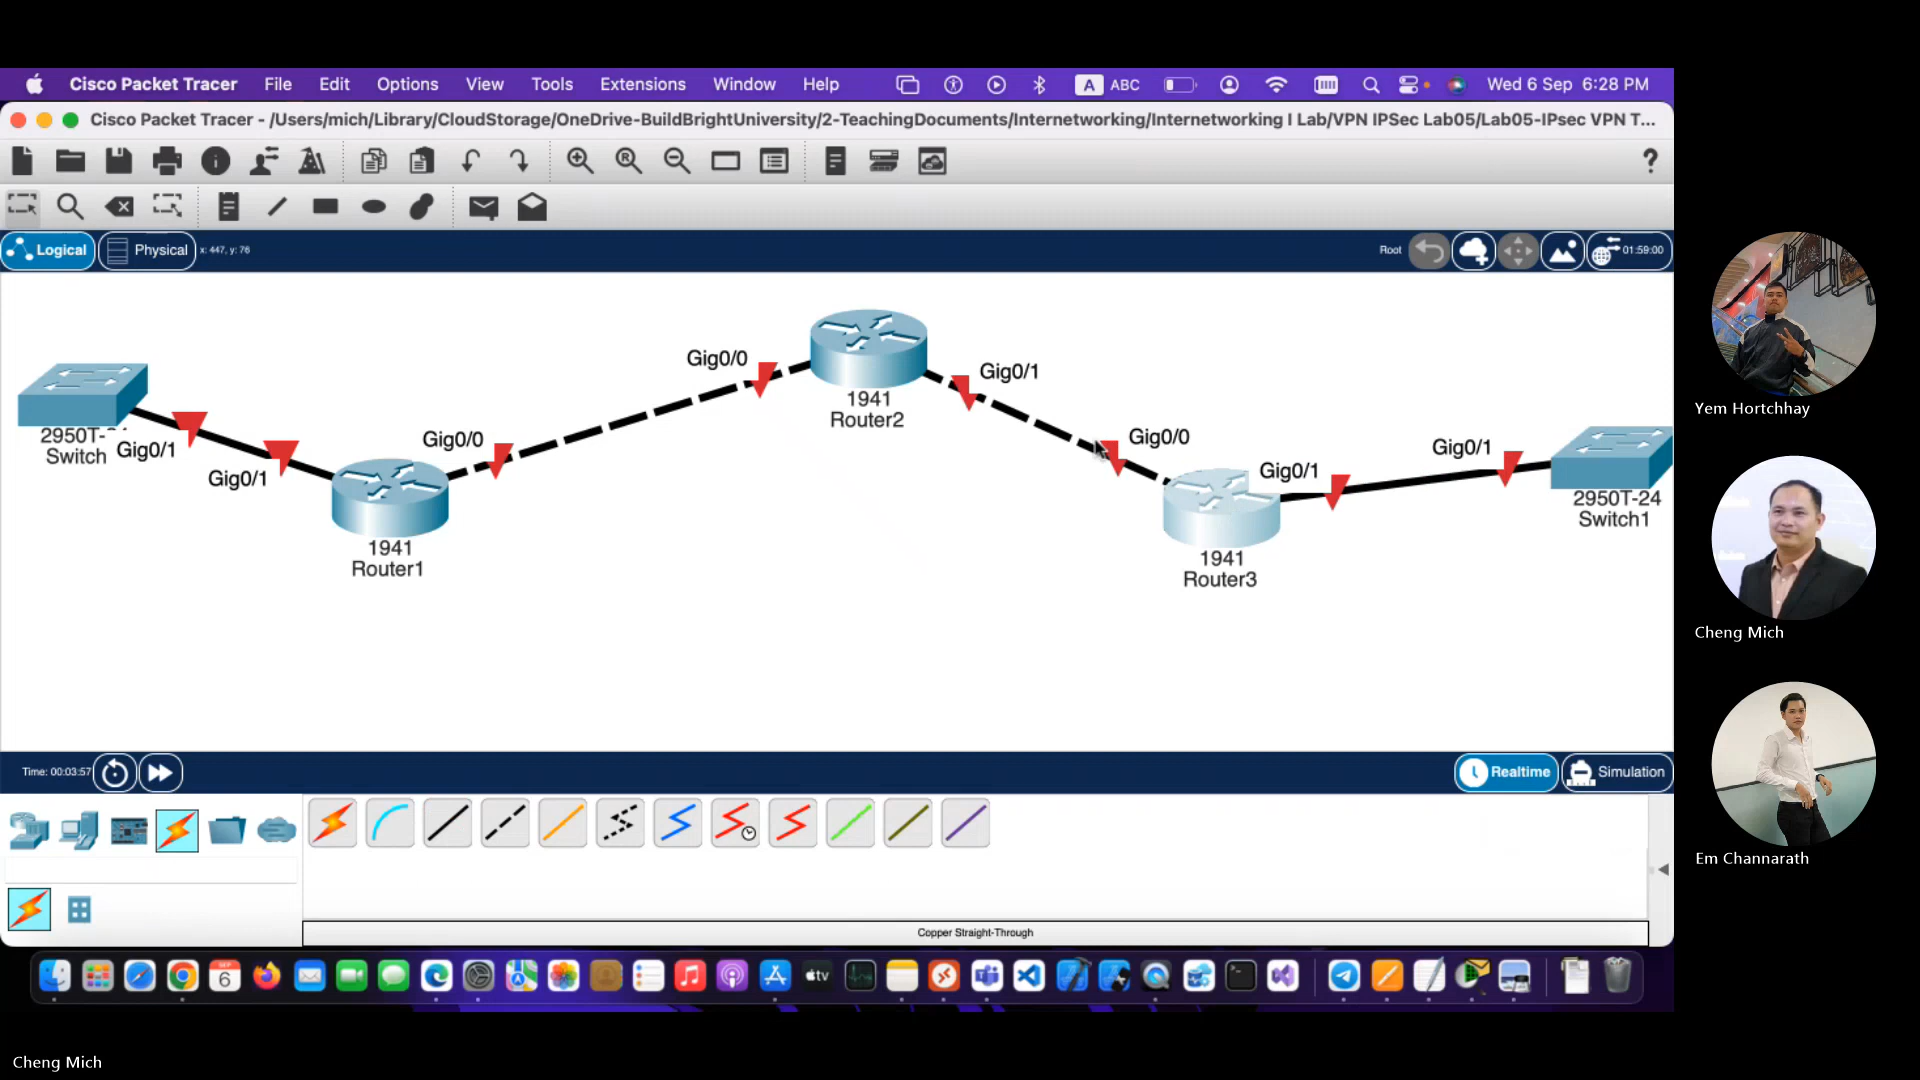 Cisco Packet Tracer File Edit Options View Tools Extensions Window Help A ABC Wed 6 Sep 6:28 PM
Cisco Packet Tracer - /Users/mich/Library/CloudStorage/OneDrive-BuildBrightUniversity/2-TeachingDocuments/Internetworking/Internetworking I Lab/VPN IPSec Lab05/Lab05-IPsec VPN T...
?
Logical Physical x: 447, y: 76 Root 01:59:00
Gig0/0
Gig0/1
1941
Router2
2950T-24
Switch
Gig0/1
Gig0/1
Gig0/0
1941
Router1
Gig0/0
Gig0/1
1941
Router3
Gig0/1
2950T-24
Switch1
Yem Hortchhay
Cheng Mich
Em Channarath
Time: 00:03:57 Realtime Simulation
Copper Straight-Through
SEP
6
tv
Cheng Mich